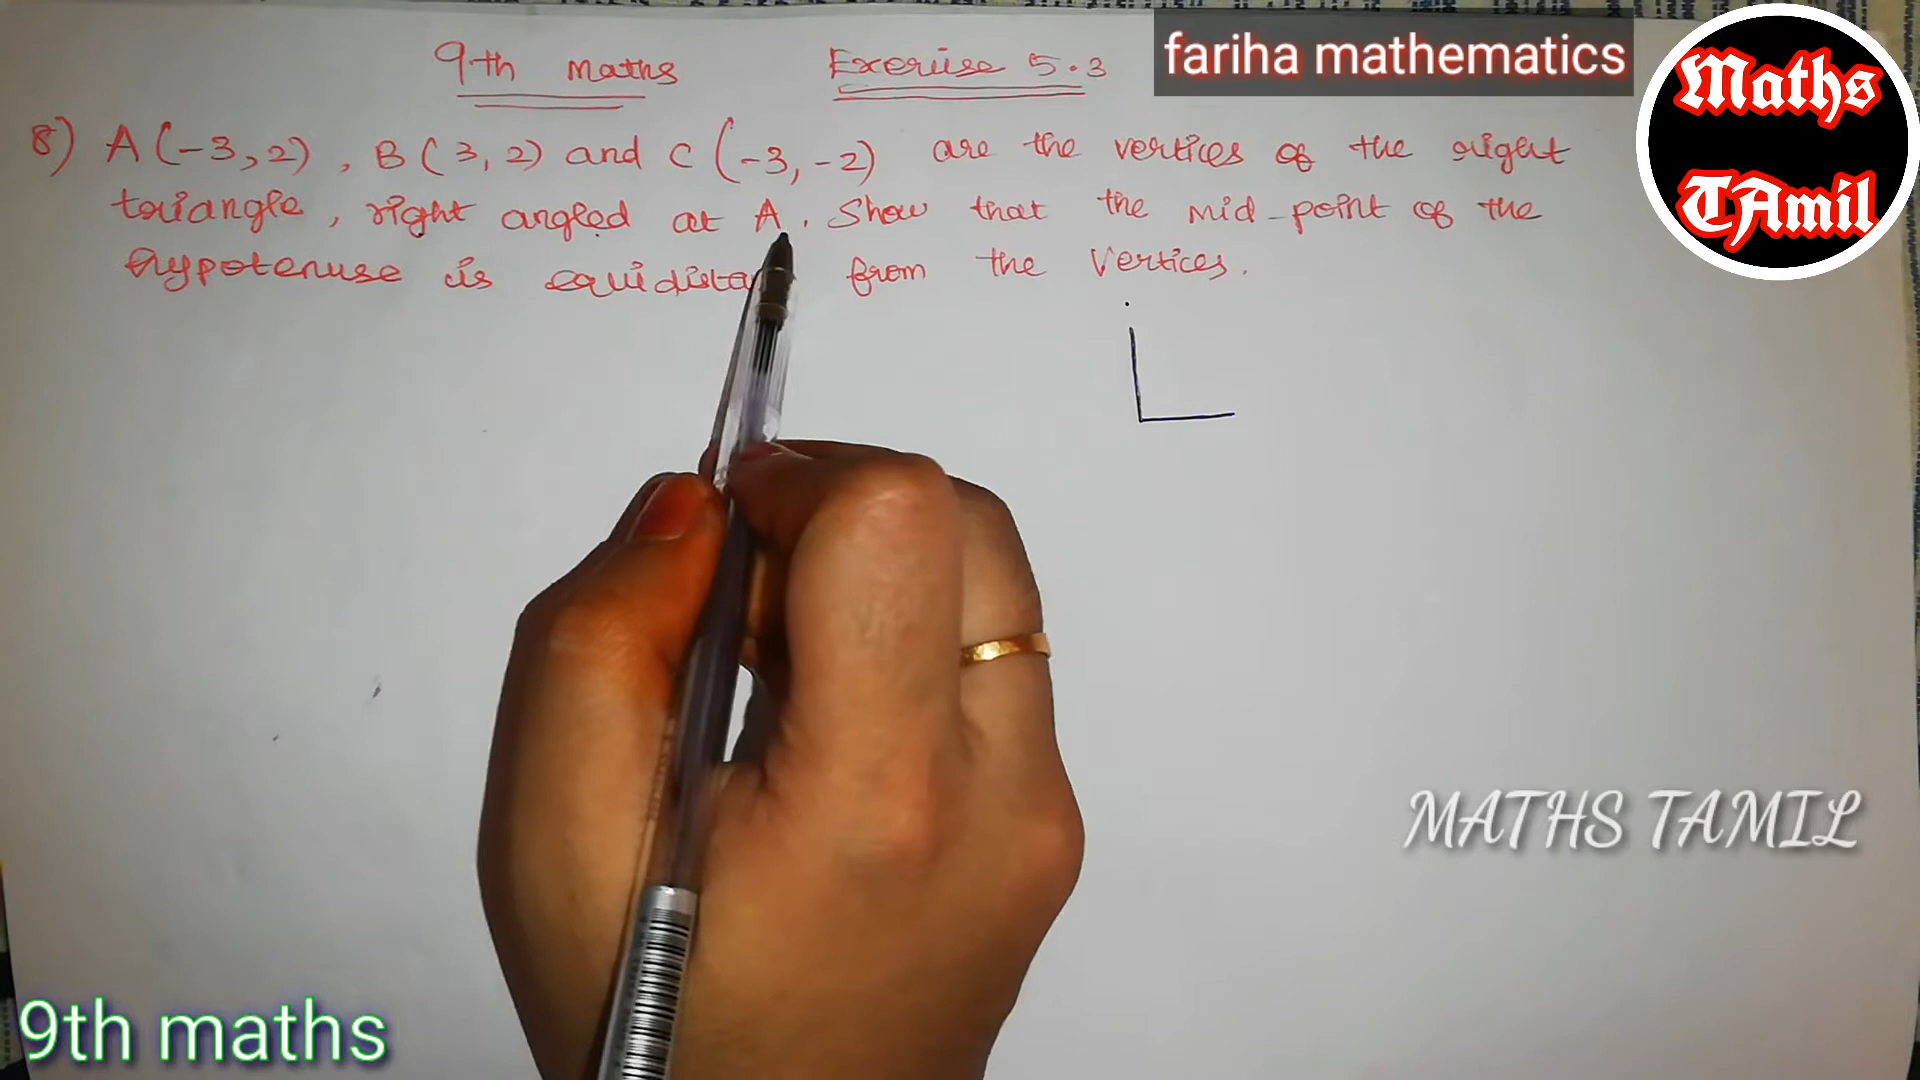 9th maths Exercise 5.3
fariha mathematics
Maths
TAmil
8) A(-3,2), B(3,2) and C(-3,-2) are the vertices of the right
triangle, right angled at A. Show that the mid-point of the
hypotenuse is from the vertices.
MATHS TAMIL
9th maths